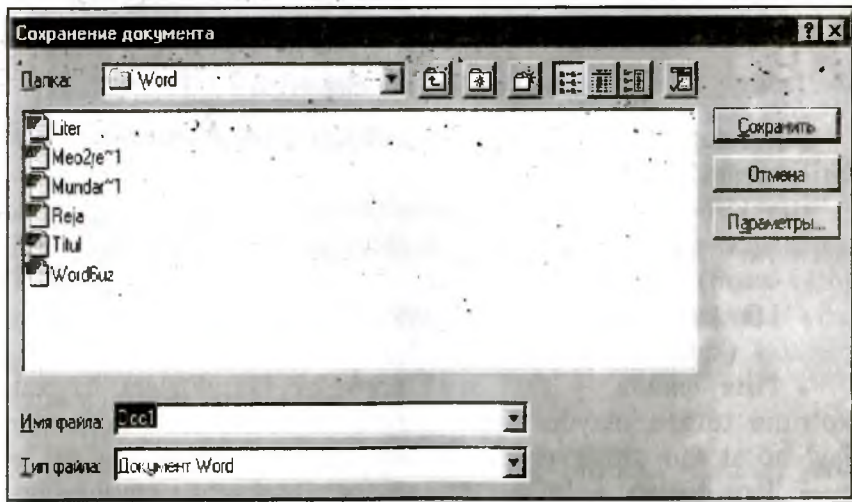 Сохранение документа
Папка: Word
Liter
Meo2je~1
Mundar~1
Reja
Titul
Word6uz
Сохранить
Отмена
Параметры...
Имя файла: Doc1
Тип файла: Документ Word